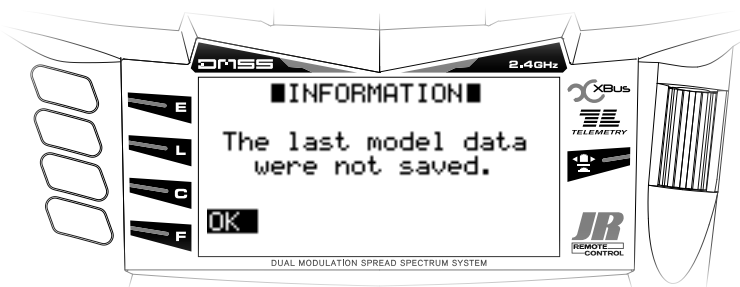 DMSS
2.4GHz
■INFORMATION■
The last model data
were not saved.
OK
E
L
C
F
XBus
TL
TELEMETRY
JR
REMOTE
CONTROL
DUAL MODULATION SPREAD SPECTRUM SYSTEM